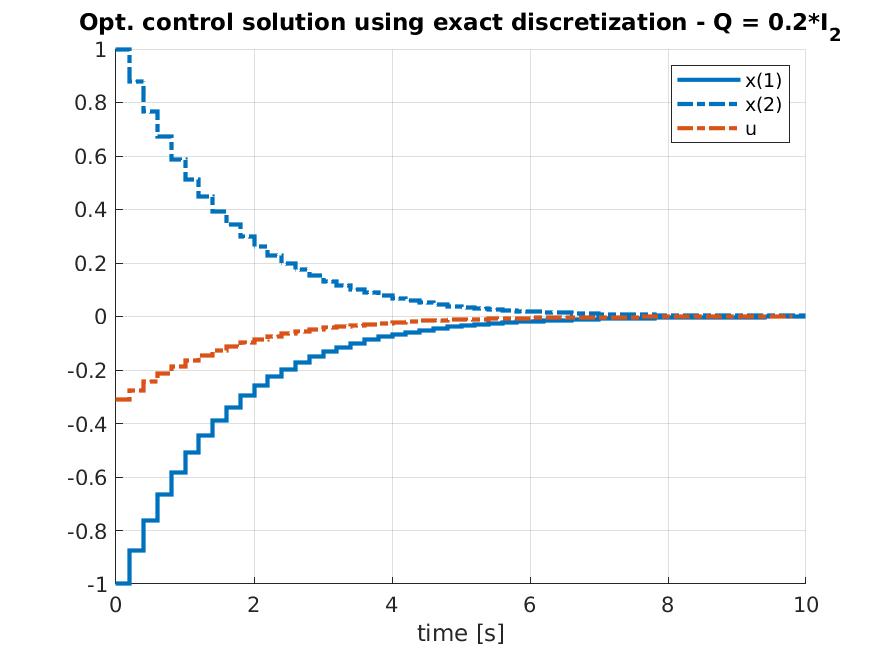 Opt. control solution using exact discretization - Q = 0.2*I₂
1
0.8
0.6
0.4
0.2
0
-0.2
-0.4
-0.6
-0.8
-1
x(1)
x(2)
u
0 2 4 6 8 10
time [s]